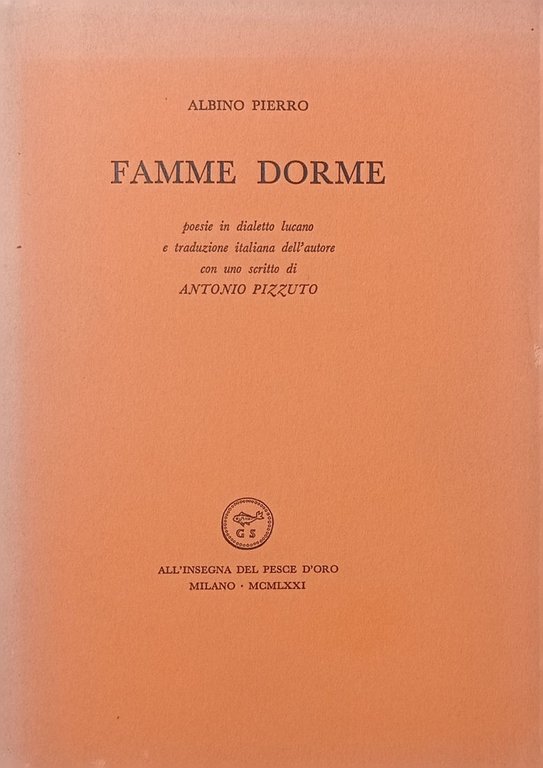 ALBINO PIERRO
FAMME DORME
poesie in dialetto lucano
e traduzione italiana dell'autore
con uno scritto di
ANTONIO PIZZUTO
G S
ALL'INSEGNA DEL PESCE D'ORO
MILANO · MCMLXXI